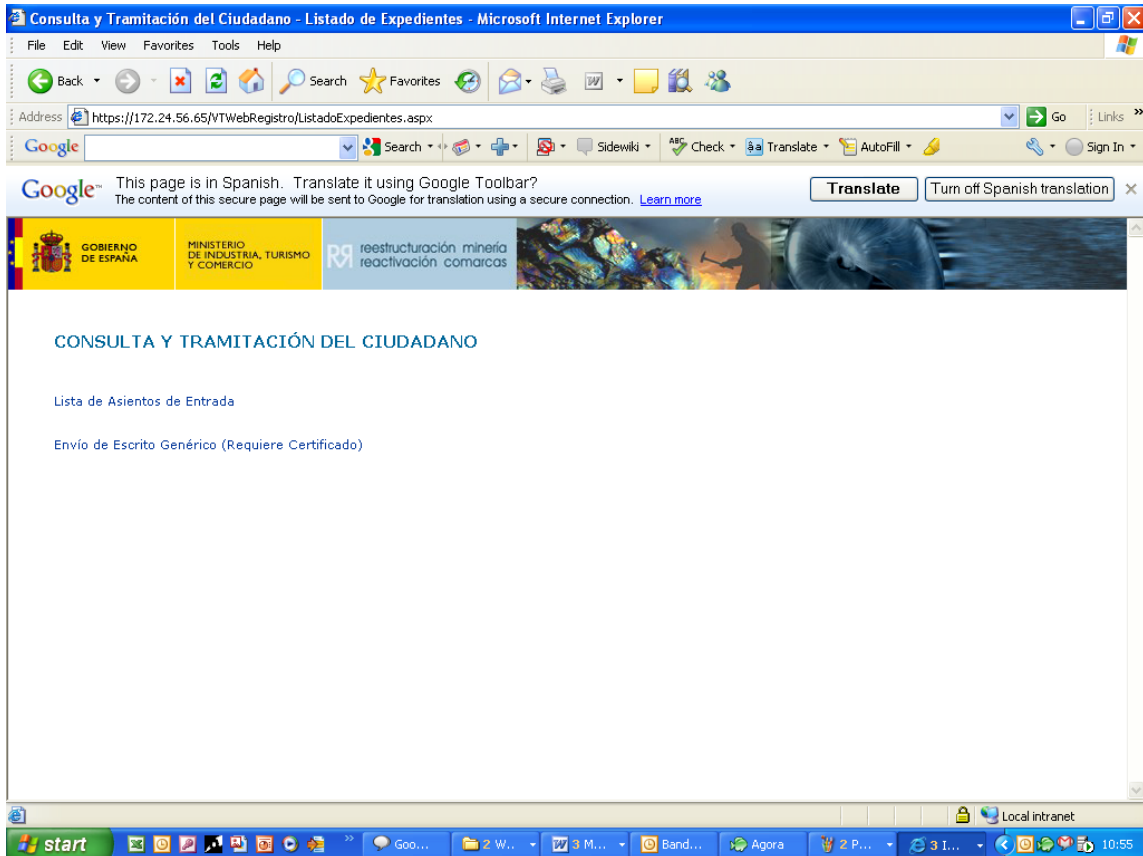 Consulta y Tramitación del Ciudadano - Listado de Expedientes - Microsoft Internet Explorer
File Edit View Favorites Tools Help
Back Search Favorites
Address https://172.24.56.65/VTWebRegistro/ListadoExpedientes.aspx Go Links »
Google Search Sidewiki ABC Check Translate AutoFill Sign In
Google™ This page is in Spanish. Translate it using Google Toolbar? Translate Turn off Spanish translation
The content of this secure page will be sent to Google for translation using a secure connection. Learn more
GOBIERNO DE ESPAÑA
MINISTERIO
DE INDUSTRIA, TURISMO
Y COMERCIO
reestructuración minería
reactivación comarcas
CONSULTA Y TRAMITACIÓN DEL CIUDADANO
Lista de Asientos de Entrada
Envío de Escrito Genérico (Requiere Certificado)
Local intranet
start » Goo... 2 W.. 3 M... Band... Agora 2 P... 3 I... 10:55